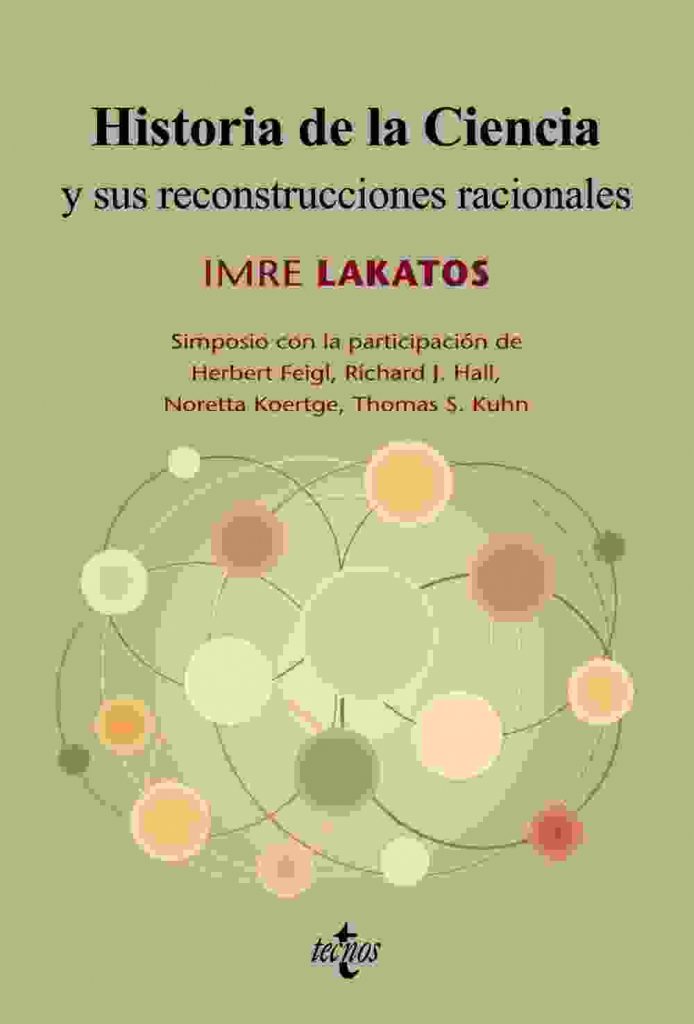 Historia de la Ciencia
y sus reconstrucciones racionales
IMRE LAKATOS
Simposio con la participación de
Herbert Feigl, Richard J. Hall,
Noretta Koertge, Thomas S. Kuhn
tecnos